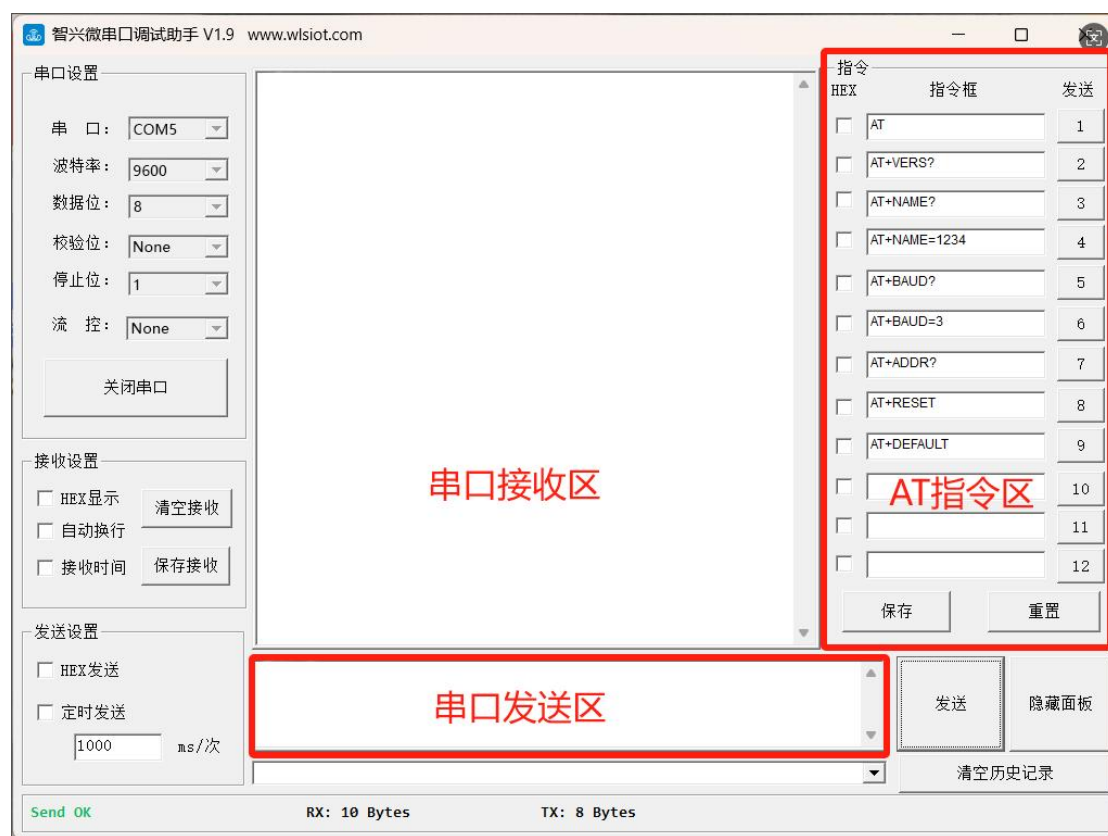 智兴微串口调试助手 V1.9 www.wlsiot.com
串口设置
串 口: COM5
波特率: 9600
数据位: 8
校验位: None
停止位: 1
流 控: None
关闭串口
接收设置
HEX显示
清空接收
自动换行
接收时间
保存接收
发送设置
HEX发送
定时发送
1000 ms/次
串口接收区
串口发送区
指令
HEX 指令框 发送
AT 1
AT+VERS? 2
AT+NAME? 3
AT+NAME=1234 4
AT+BAUD? 5
AT+BAUD=3 6
AT+ADDR? 7
AT+RESET 8
AT+DEFAULT 9
AT指令区 10
11
12
保存 重置
发送 隐藏面板
清空历史记录
Send OK RX: 10 Bytes TX: 8 Bytes